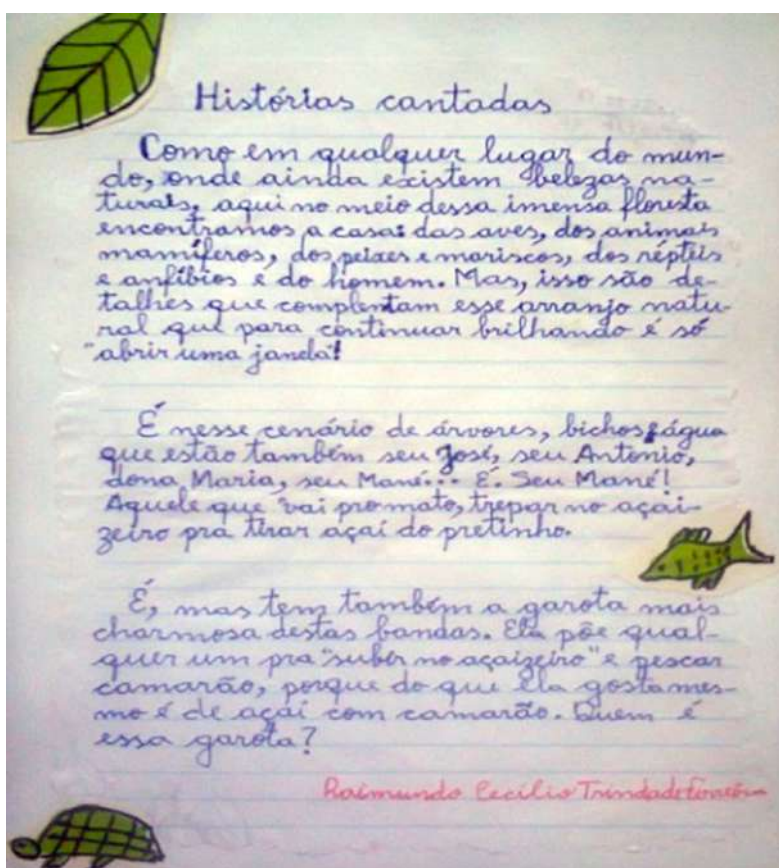 Histórias cantadas
Como em qualquer lugar do mun-
do, onde ainda existem belezas na-
turais, aqui no meio dessa imensa floresta
encontramos a casa das aves, dos animais
mamíferos, dos peixes e mariscos, dos répteis
e anfíbios e do homem. Mas, isso são de-
talhes que complentam esse arranjo natu-
ral que para continuar brilhando é só
"abrir uma janela"!
É nesse cenário de árvores, bichos, água
que estão também seu José, seu Antonio,
dona Maria, seu Mané... É. Seu Mané!
Aquele que vai pro mato, trepar no açai-
zeiro pra tirar açaí do pretinho.
É, mas tem também a garota mais
charmosa destas bandas. Ela põe qual-
quer um pra "subir no açaizeiro" e pescar
camarão, porque do que ela gosta mes-
mo é de açaí com camarão. Quem é
essa garota?
Raimundo Cecílio Trindade